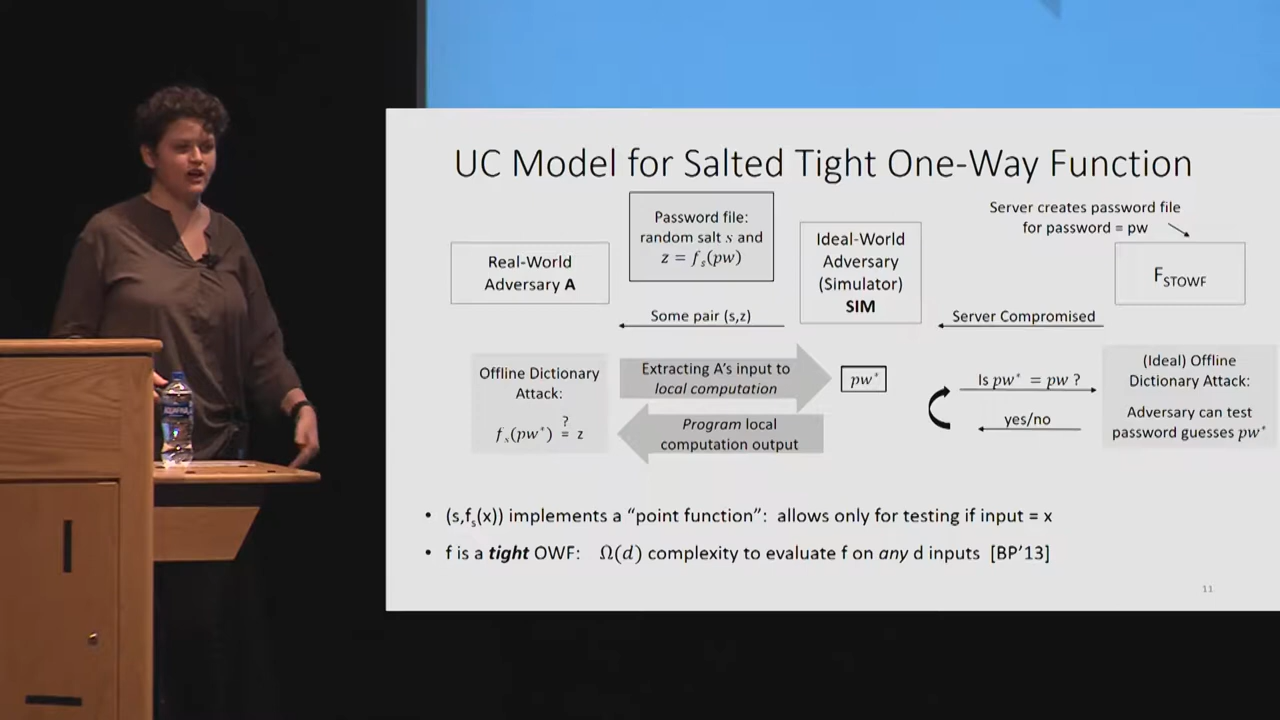 UC Model for Salted Tight One-Way Function
Real-World
Adversary A
Password file:
random salt s and
z = fₛ(pw)
Ideal-World
Adversary
(Simulator)
SIM
Server creates password file
for password = pw
F_STOWF
Some pair (s,z)
Server Compromised
Offline Dictionary
Attack:
fₛ(pw*) ?= z
Extracting A's input to
local computation
Program local
computation output
pw*
Is pw* = pw ?
yes/no
(Ideal) Offline
Dictionary Attack:
Adversary can test
password guesses pw*
• (s,fₛ(x)) implements a “point function”: allows only for testing if input = x
• f is a tight OWF: Ω(d) complexity to evaluate f on any d inputs [BP'13]
11
AQUAFINA